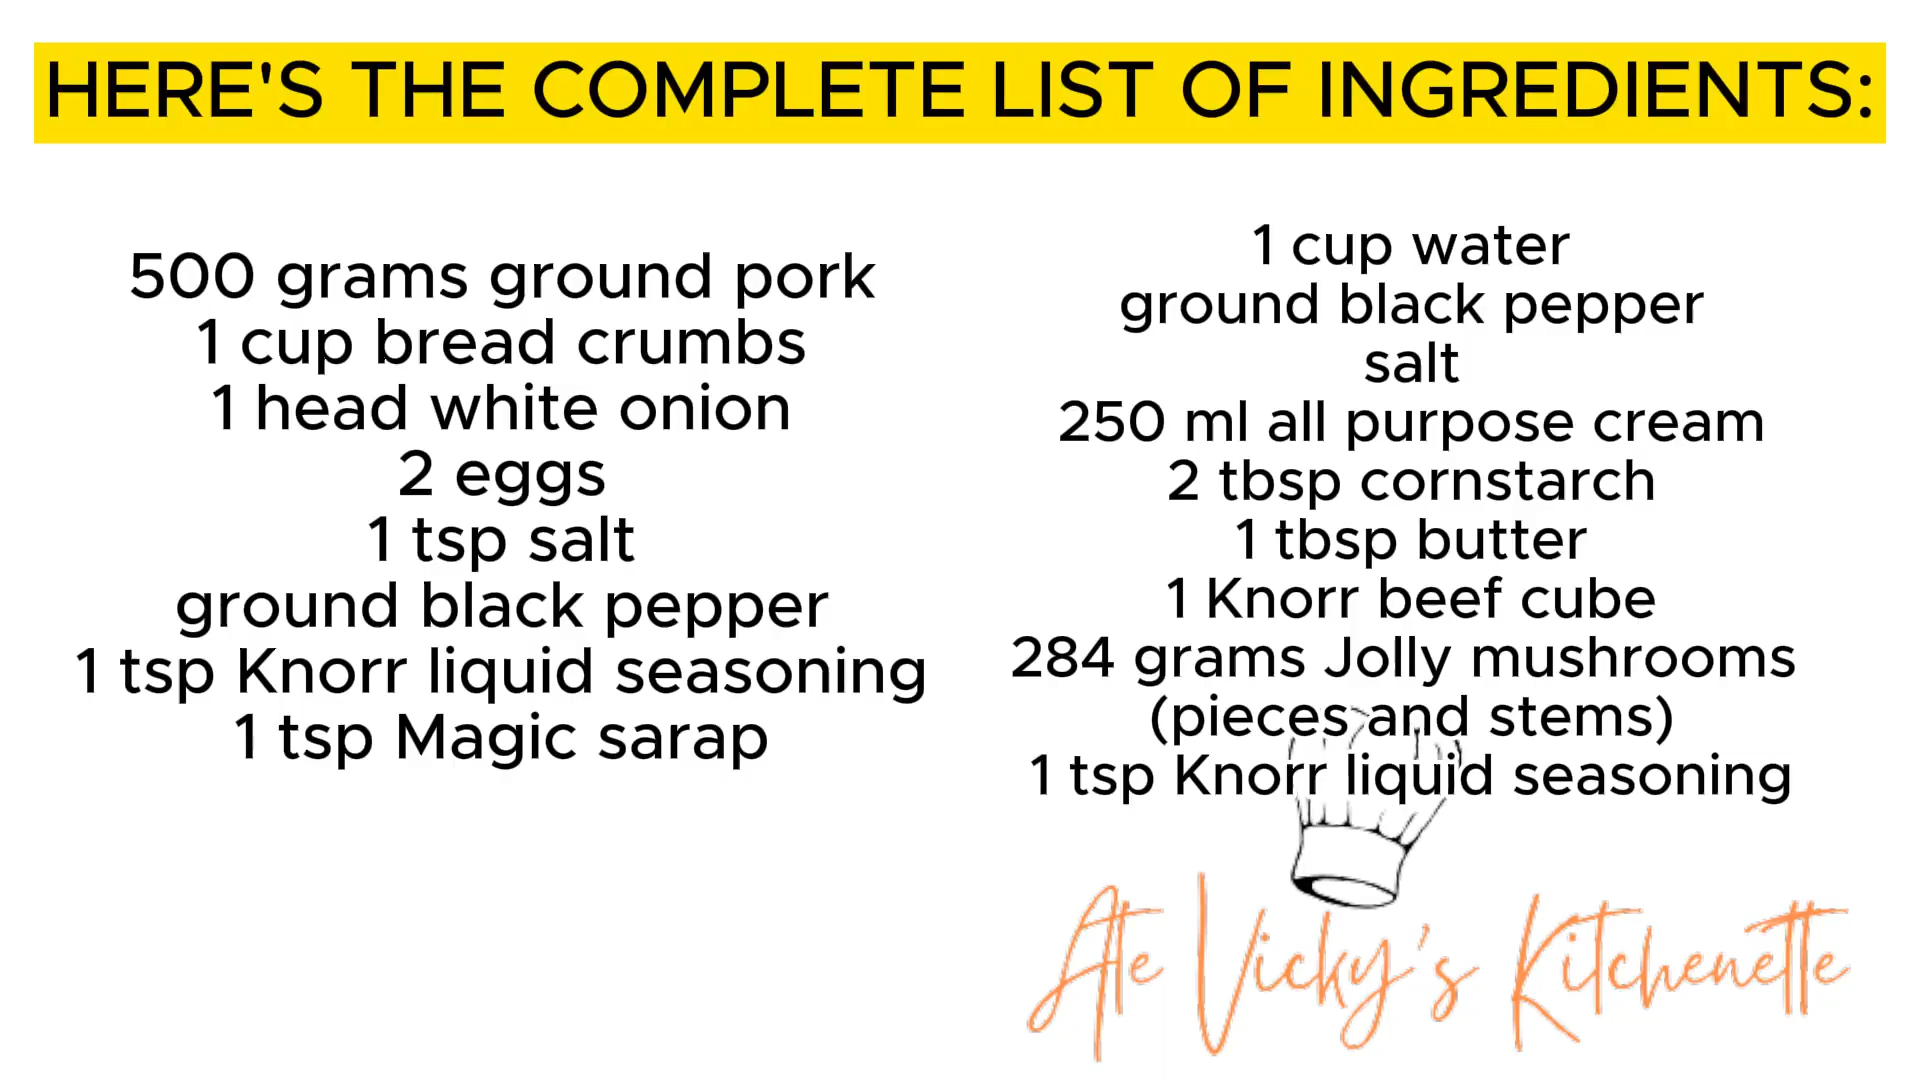 HERE'S THE COMPLETE LIST OF INGREDIENTS:
500 grams ground pork
1 cup bread crumbs
1 head white onion
2 eggs
1 tsp salt
ground black pepper
1 tsp Knorr liquid seasoning
1 tsp Magic sarap
1 cup water
ground black pepper
salt
250 ml all purpose cream
2 tbsp cornstarch
1 tbsp butter
1 Knorr beef cube
284 grams Jolly mushrooms
(pieces and stems)
1 tsp Knorr liquid seasoning
Ate Vicky's Kitchenette